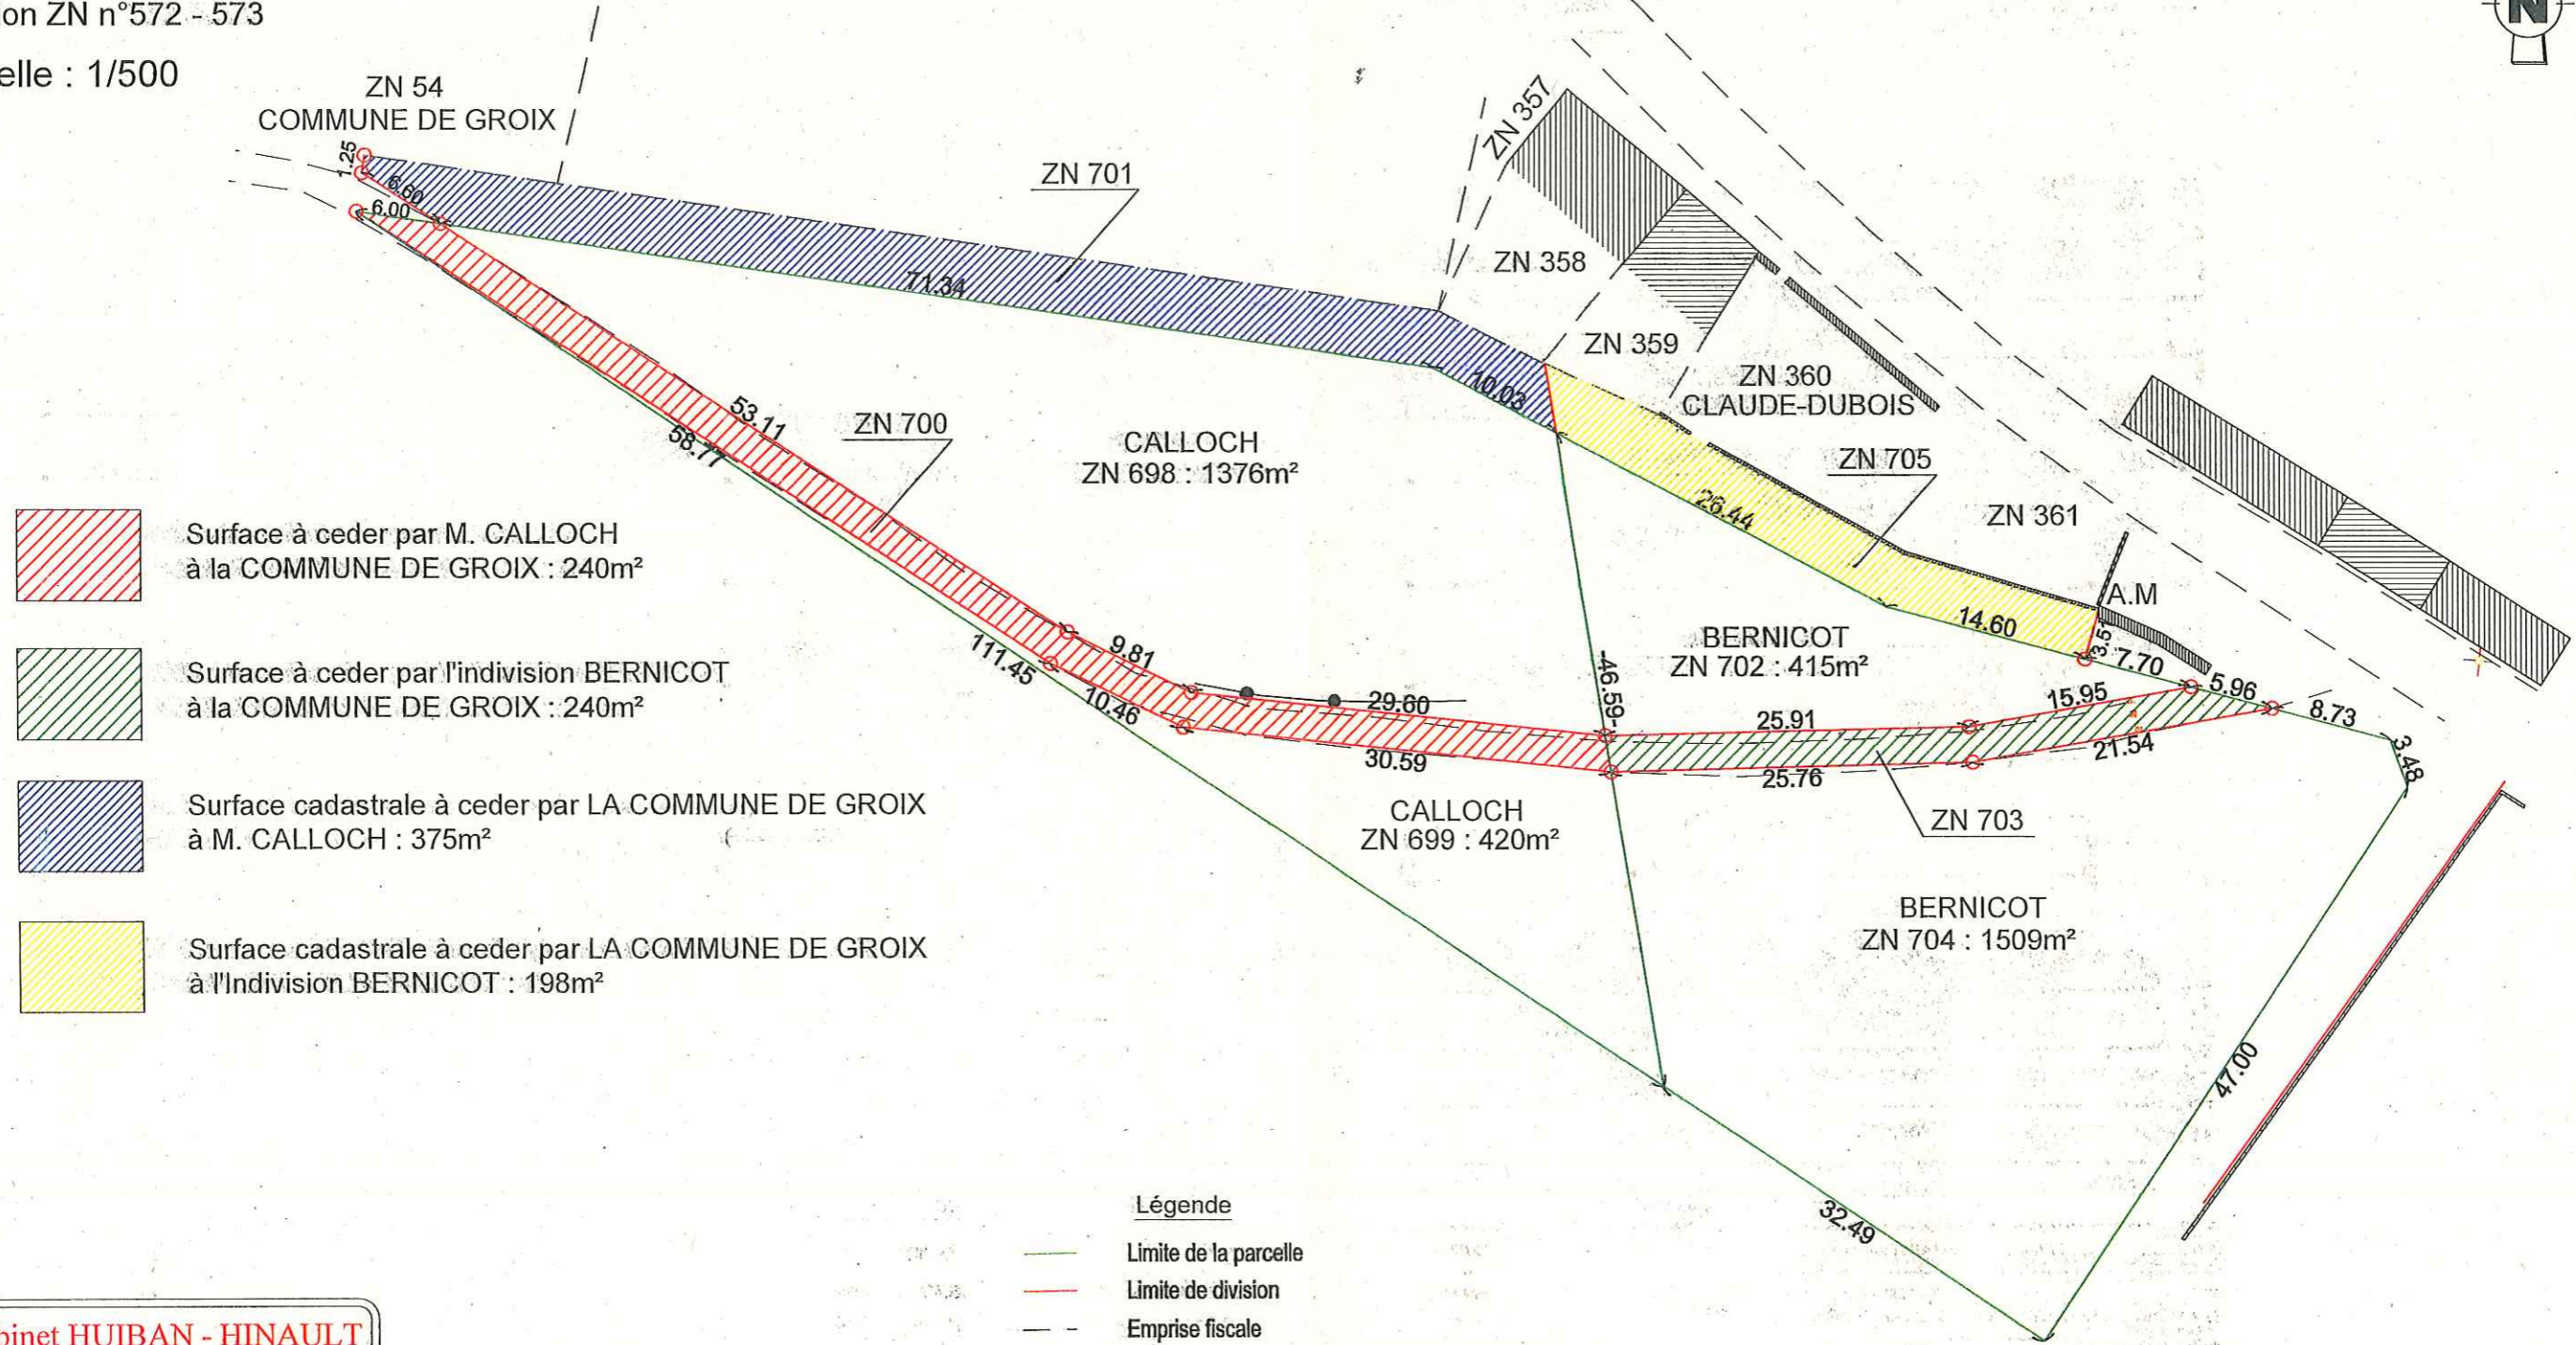 on ZN n°572 - 573
elle : 1/500
N
ZN 54
COMMUNE DE GROIX
1.25
6.60
6.00
ZN 701
71.34
10.03
ZN 357
ZN 358
ZN 359
ZN 360
CLAUDE-DUBOIS
ZN 705
ZN 361
26.44
14.60
A.M
3.51
7.70
5.96
8.73
3.48
53.11
58.77
ZN 700
CALLOCH
ZN 698 : 1376m²
BERNICOT
ZN 702 : 415m²
111.45
9.81
10.46
29.60
30.59
46.59
25.91
15.95
25.76
21.54
ZN 703
CALLOCH
ZN 699 : 420m²
BERNICOT
ZN 704 : 1509m²
47.00
32.49
Surface à ceder par M. CALLOCH
à la COMMUNE DE GROIX : 240m²
Surface à ceder par l'indivision BERNICOT
à la COMMUNE DE GROIX : 240m²
Surface cadastrale à ceder par LA COMMUNE DE GROIX
à M. CALLOCH : 375m²
Surface cadastrale à ceder par LA COMMUNE DE GROIX
à l'Indivision BERNICOT : 198m²
Légende
Limite de la parcelle
Limite de division
Emprise fiscale
binet HUIBAN - HINAULT